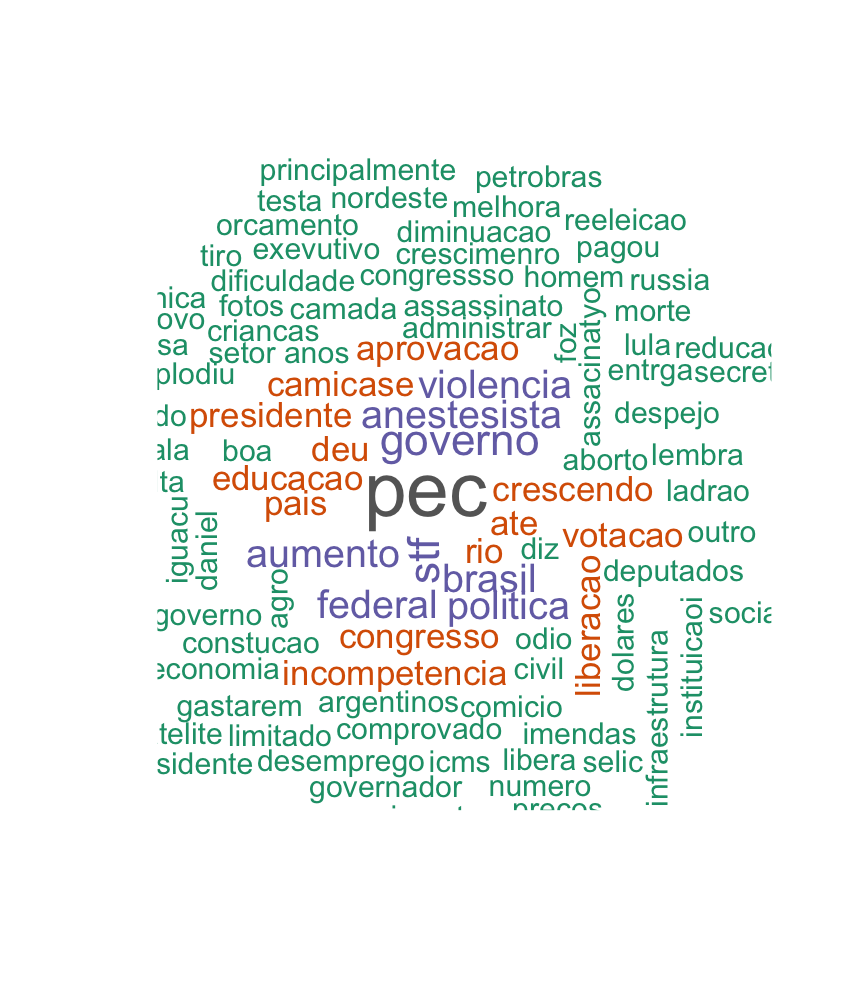 principalmente petrobras
testa nordeste melhora
orcamento diminuacao reeleicao
tiro exevutivo crescimenro pagou
dificuldade congressso homem russia
nica fotos camada assassinato assacinatyo morte
ovo criancas administrar foz
sa setor anos aprovacao lula reducac
plodiu camicase violencia entrga secret
do presidente anestesista despejo
ala boa deu governo aborto lembra
ta educacao pec crescendo ladrao
pais ate
iguacu daniel rio diz votacao outro
aumento stf brasil deputados
governo agro federal politica liberacao dolares instituicaoi socia
constucao congresso odio
economia incompetencia civil infraestrutura
gastarem argentinos comicio
telite limitado comprovado imendas
sidente desemprego icms libera selic
governador numero
precos